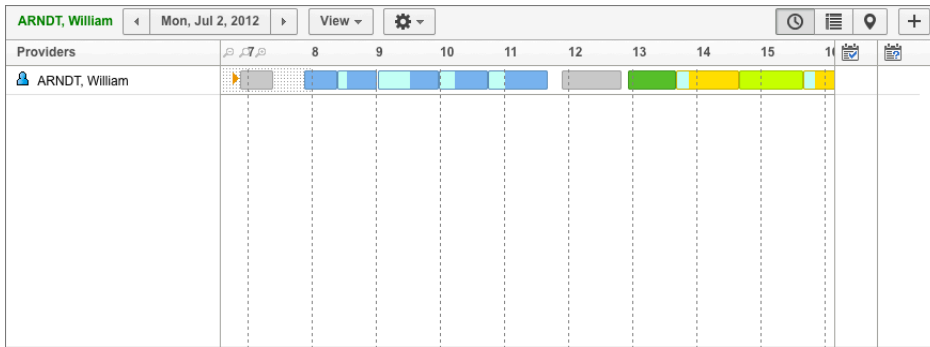 ARNDT, William Mon, Jul 2, 2012 View
Providers 7 8 9 10 11 12 13 14 15 16
ARNDT, William